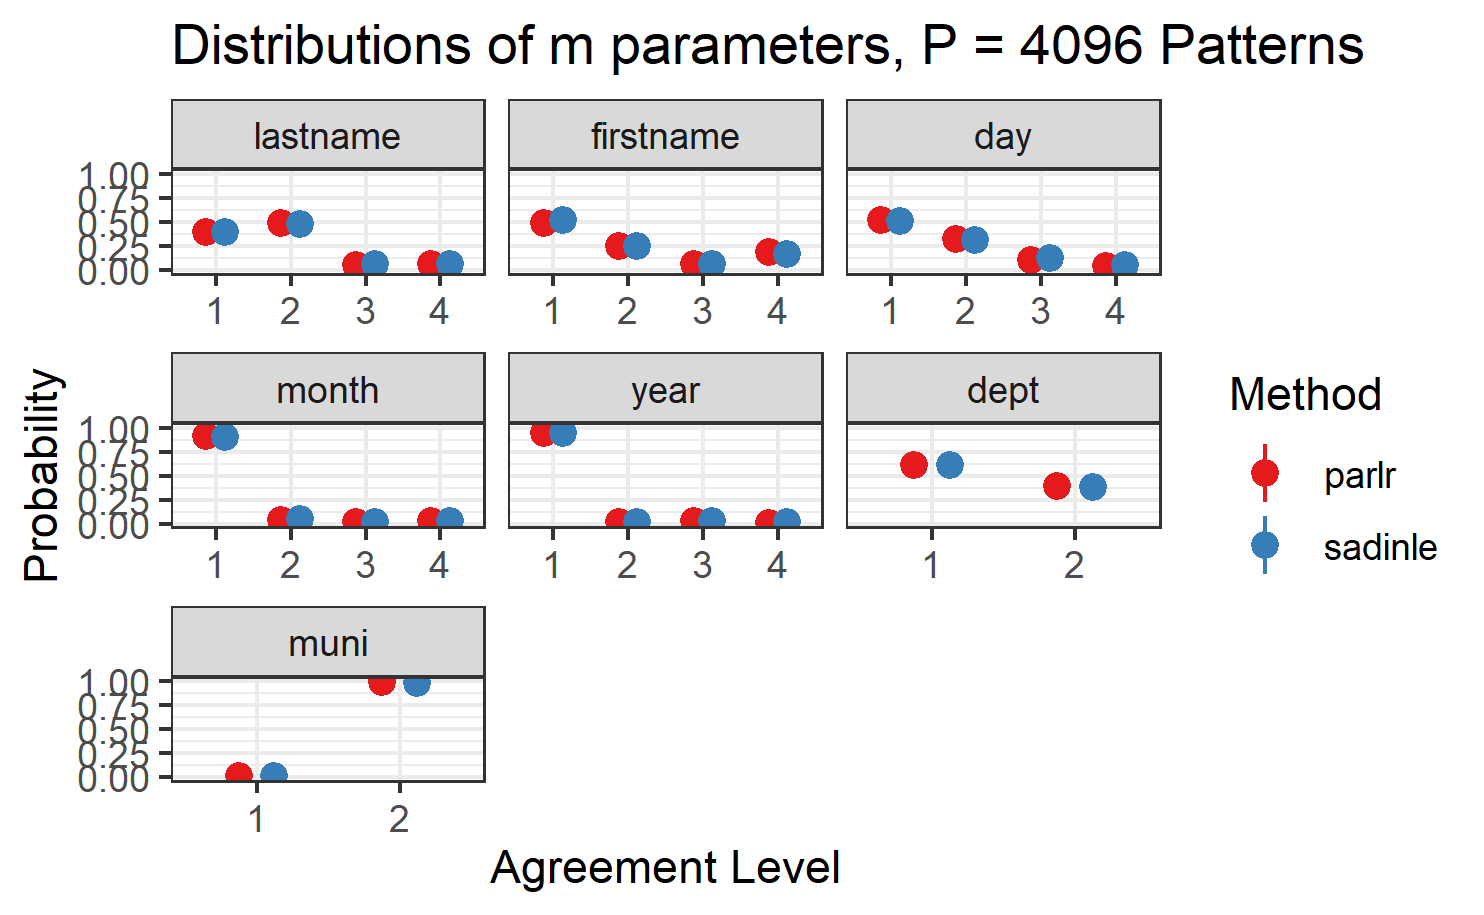 Distributions of m parameters, P = 4096 Patterns
lastname
firstname
day
1.00
0.75
0.50
0.25
0.00
1 2 3 4
1 2 3 4
1 2 3 4
Probability
month
year
dept
1.00
0.75
0.50
0.25
0.00
1 2 3 4
1 2 3 4
1 2
Method
parlr
sadinle
muni
1.00
0.75
0.50
0.25
0.00
1 2
Agreement Level